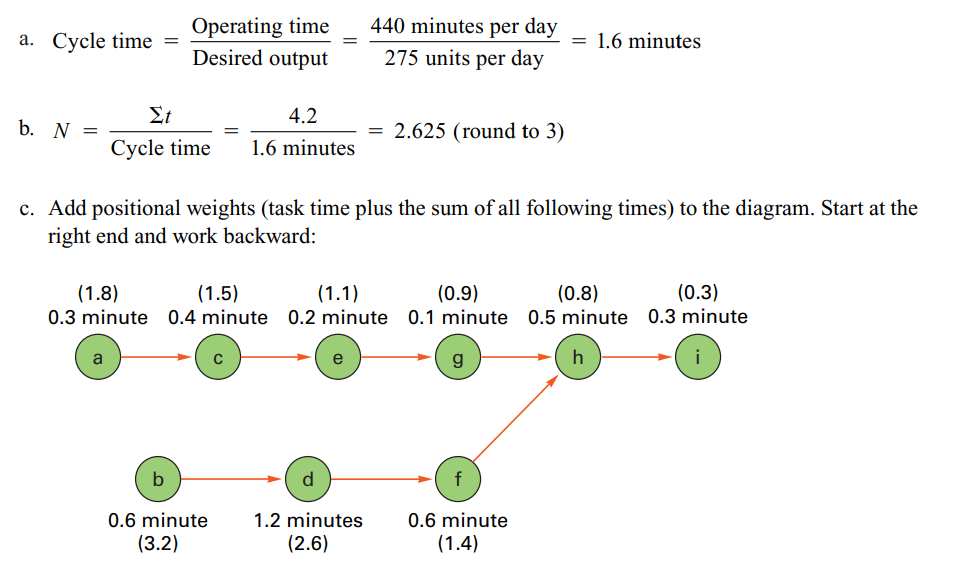 a. Cycle time = Operating time / Desired output = 440 minutes per day / 275 units per day = 1.6 minutes
b. N = Σt / Cycle time = 4.2 / 1.6 minutes = 2.625 (round to 3)
c. Add positional weights (task time plus the sum of all following times) to the diagram. Start at the
right end and work backward:
(1.8) (1.5) (1.1) (0.9) (0.8) (0.3)
0.3 minute 0.4 minute 0.2 minute 0.1 minute 0.5 minute 0.3 minute
a c e g h i
b d f
0.6 minute 1.2 minutes 0.6 minute
(3.2) (2.6) (1.4)